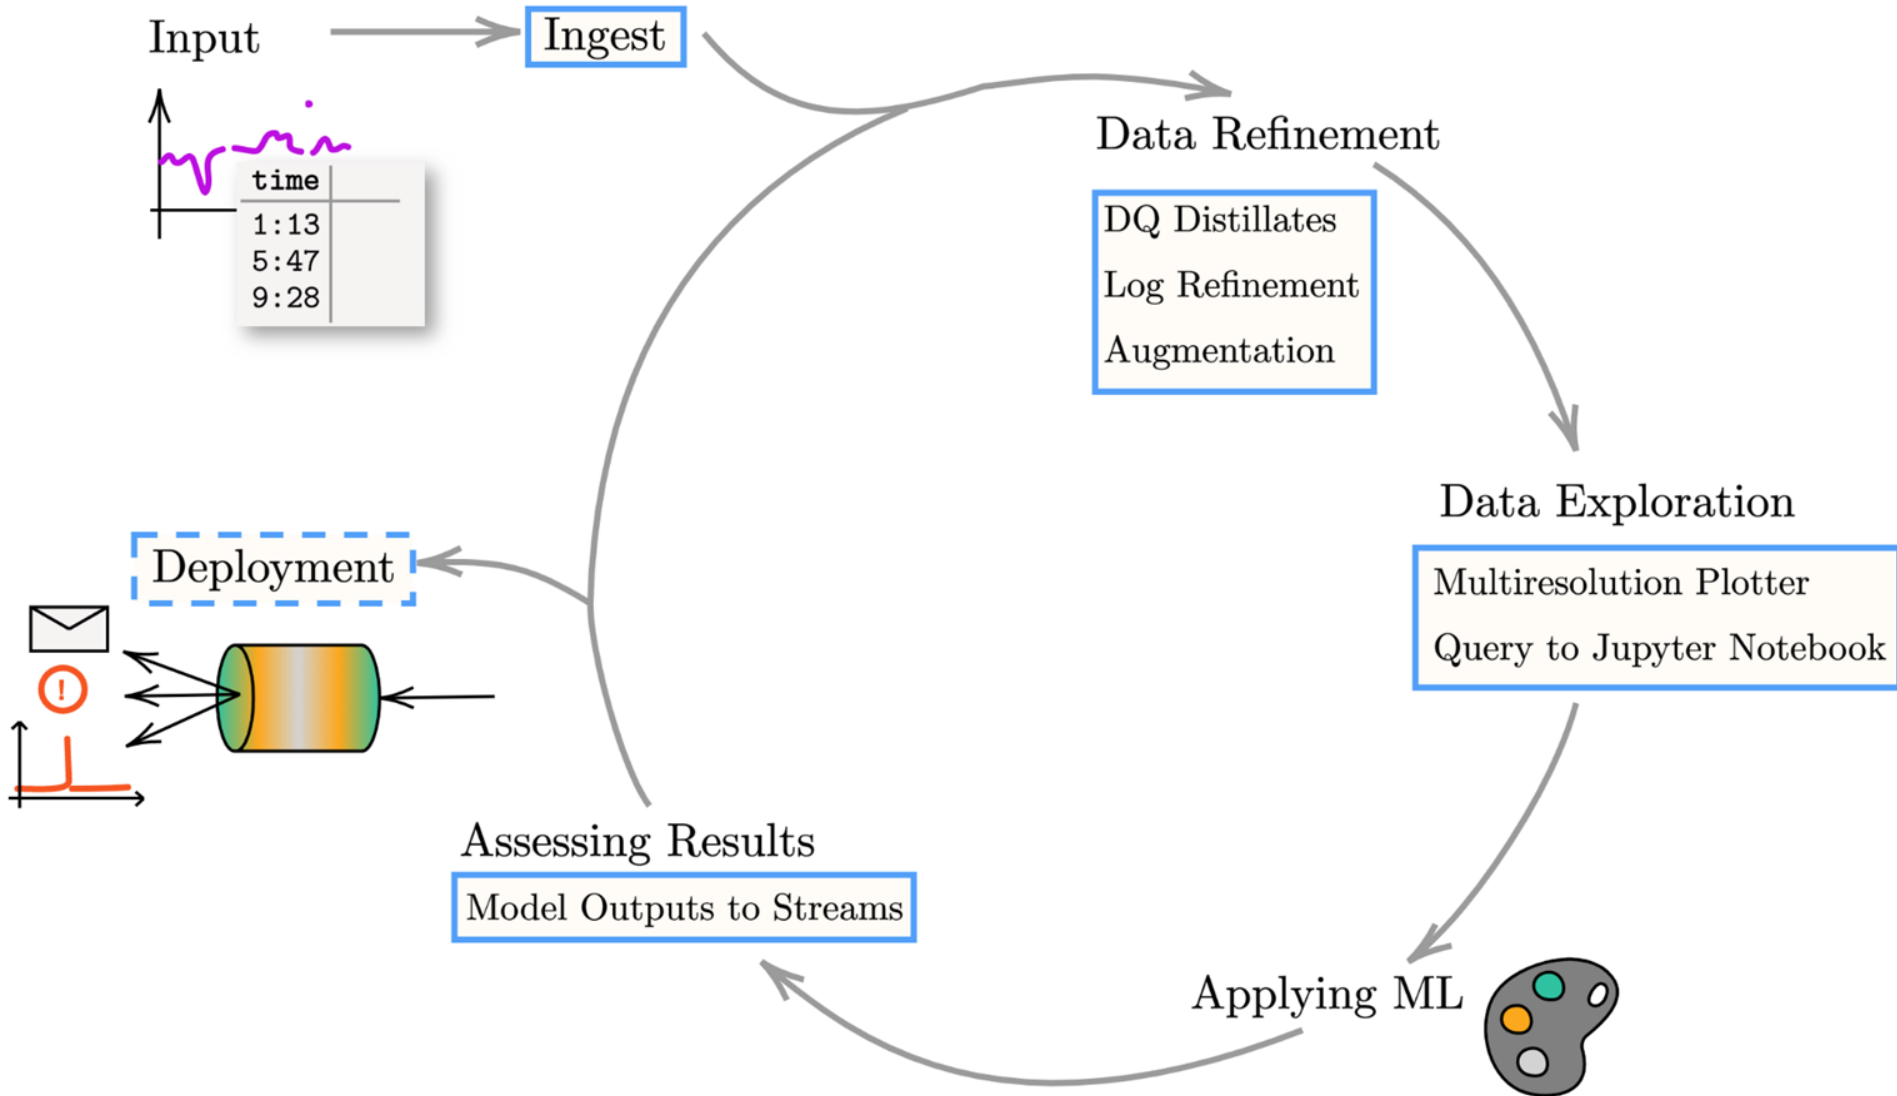 Input
Ingest
time
1:13
5:47
9:28
Data Refinement
DQ Distillates
Log Refinement
Augmentation
Data Exploration
Multiresolution Plotter
Query to Jupyter Notebook
Applying ML
Assessing Results
Model Outputs to Streams
Deployment
!